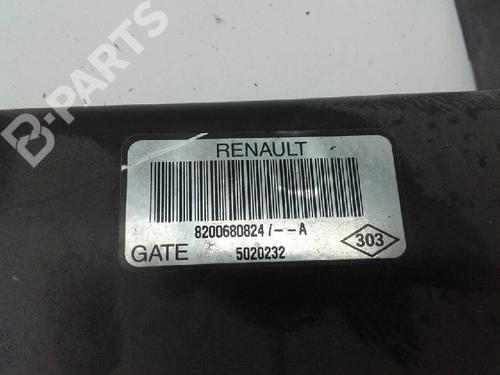 B-PARTS
RENAULT
8200680824/--A
GATE 5020232
303